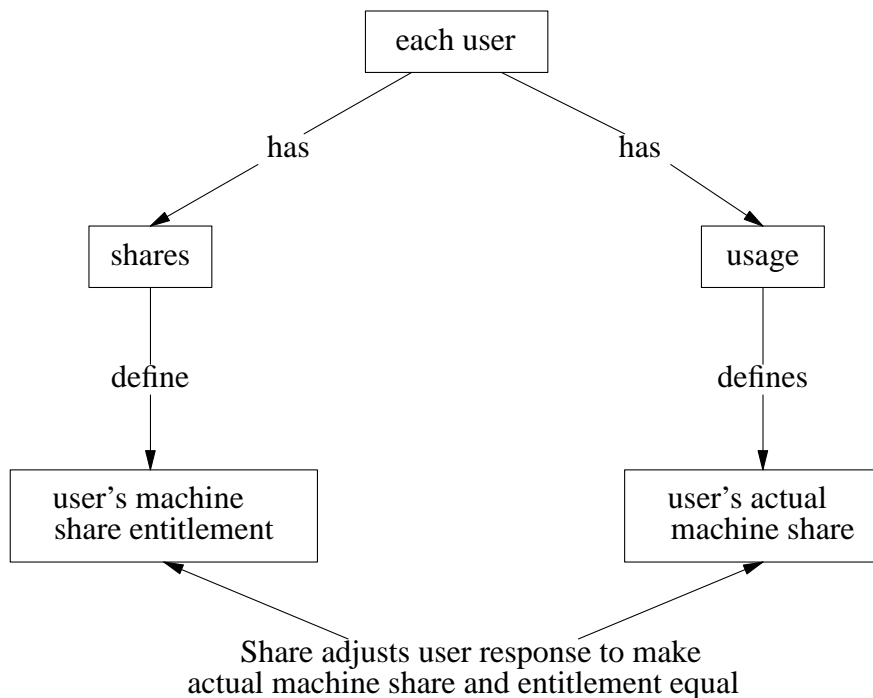 each user
has
has
shares
usage
define
defines
user’s machine
share entitlement
user’s actual
machine share
Share adjusts user response to make
actual machine share and entitlement equal